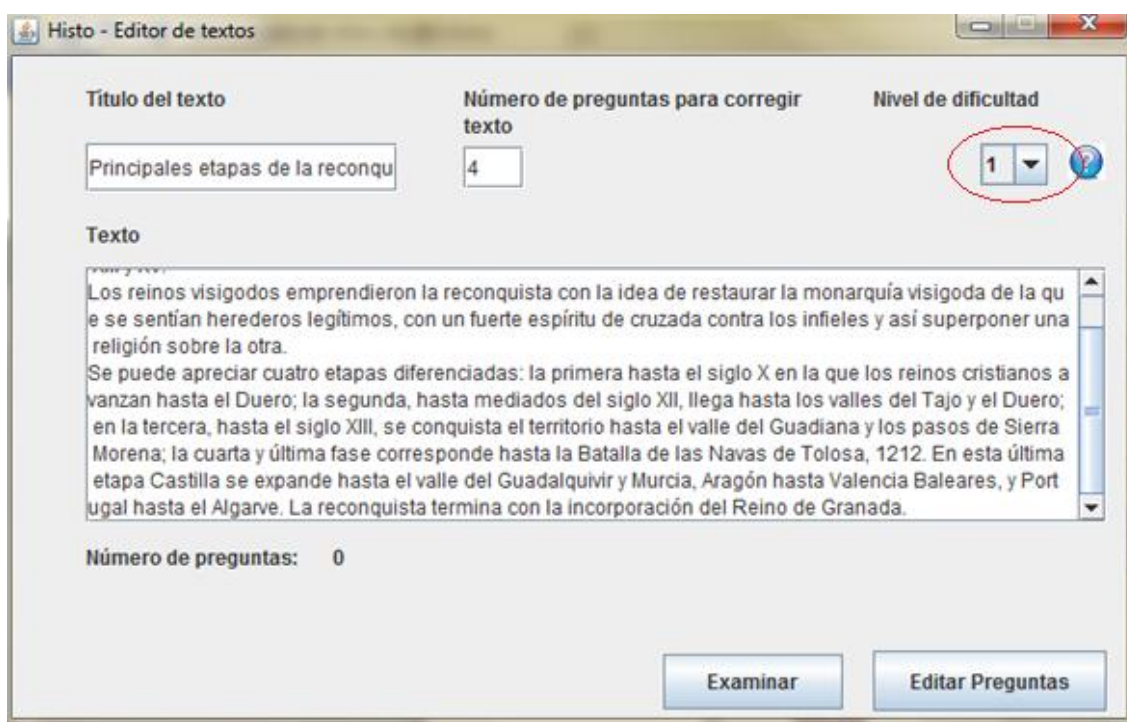 Histo - Editor de textos
Título del texto
Número de preguntas para corregir
texto
Nivel de dificultad
Principales etapas de la reconqu
4
1
Texto
Los reinos visigodos emprendieron la reconquista con la idea de restaurar la monarquía visigoda de la qu
e se sentían herederos legítimos, con un fuerte espíritu de cruzada contra los infieles y así superponer una
religión sobre la otra.
Se puede apreciar cuatro etapas diferenciadas: la primera hasta el siglo X en la que los reinos cristianos a
vanzan hasta el Duero; la segunda, hasta mediados del siglo XII, llega hasta los valles del Tajo y el Duero;
en la tercera, hasta el siglo XIII, se conquista el territorio hasta el valle del Guadiana y los pasos de Sierra
Morena; la cuarta y última fase corresponde hasta la Batalla de las Navas de Tolosa, 1212. En esta última
etapa Castilla se expande hasta el valle del Guadalquivir y Murcia, Aragón hasta Valencia Baleares, y Port
ugal hasta el Algarve. La reconquista termina con la incorporación del Reino de Granada.
Número de preguntas: 0
Examinar
Editar Preguntas